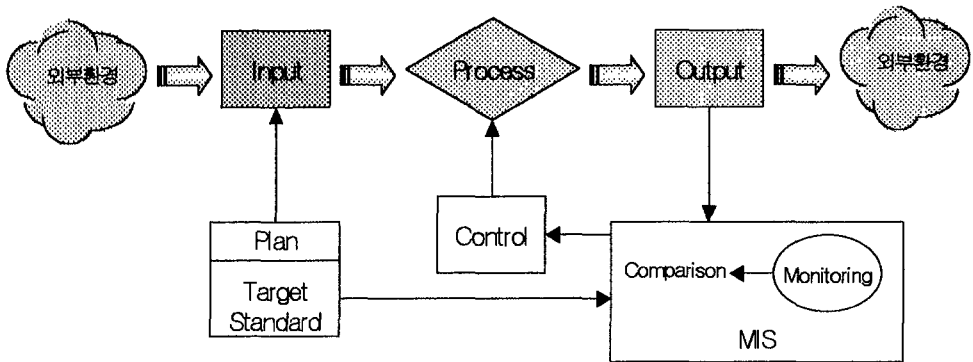 외부환경
Input
Process
Output
외부환경
Plan
Target
Standard
Control
Comparison
Monitoring
MIS